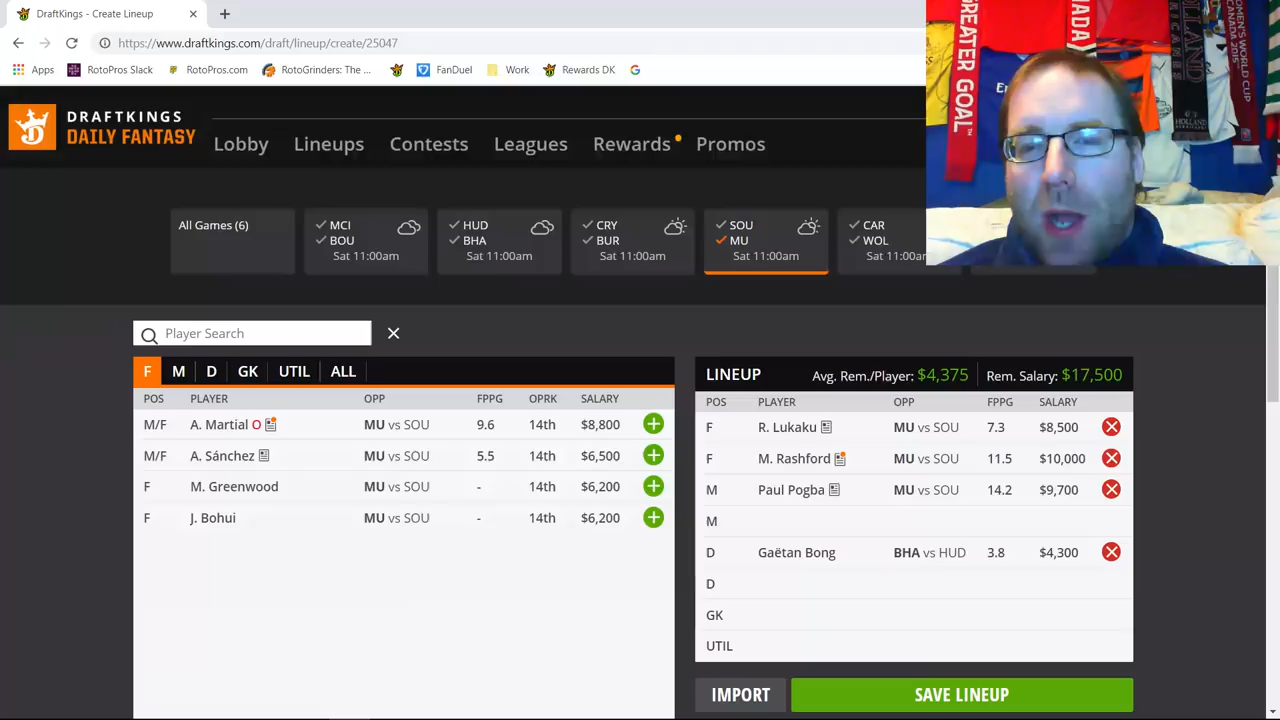 DraftKings - Create Lineup
https://www.draftkings.com/draft/lineup/create/25047
Apps RotoPros Slack RotoPros.com RotoGrinders: The ... FanDuel Work Rewards DK
DRAFTKINGS
DAILY FANTASY
Lobby Lineups Contests Leagues Rewards Promos
All Games (6)
MCI
BOU
Sat 11:00am
HUD
BHA
Sat 11:00am
CRY
BUR
Sat 11:00am
SOU
MU
Sat 11:00am
CAR
WOL
Sat 11:00am
GREATER GOAL
HOLLAND
WOMEN'S WORLD CUP
CANADA 2015
Player Search
F M D GK UTIL ALL
POS PLAYER OPP FPPG OPRK SALARY
M/F A. Martial O MU vs SOU 9.6 14th $8,800
M/F A. Sánchez MU vs SOU 5.5 14th $6,500
F M. Greenwood MU vs SOU - 14th $6,200
F J. Bohui MU vs SOU - 14th $6,200
LINEUP Avg. Rem./Player: $4,375 Rem. Salary: $17,500
POS PLAYER OPP FPPG SALARY
F R. Lukaku MU vs SOU 7.3 $8,500
F M. Rashford MU vs SOU 11.5 $10,000
M Paul Pogba MU vs SOU 14.2 $9,700
M
D Gaëtan Bong BHA vs HUD 3.8 $4,300
D
GK
UTIL
IMPORT SAVE LINEUP